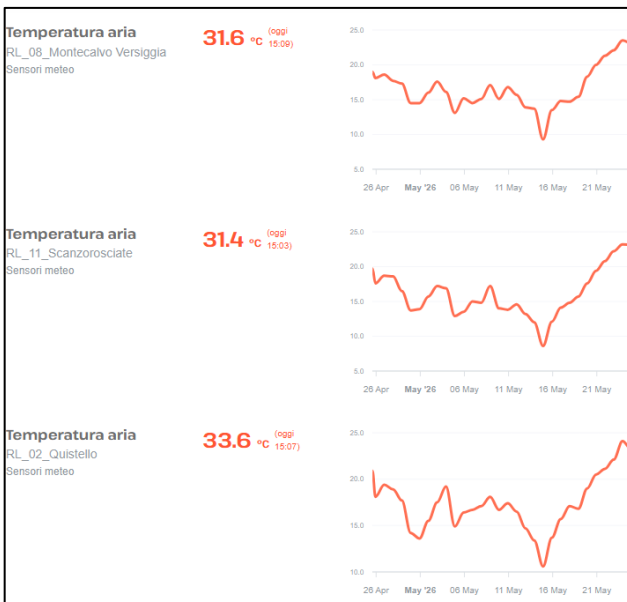 Temperatura aria
RL_08_Montecalvo Versiggia
Sensori meteo
31.6 °C (oggi 15:09)
25.0
20.0
15.0
10.0
5.0
26 Apr May '26 06 May 11 May 16 May 21 May
Temperatura aria
RL_11_Scanzorosciate
Sensori meteo
31.4 °C (oggi 15:03)
25.0
20.0
15.0
10.0
5.0
26 Apr May '26 06 May 11 May 16 May 21 May
Temperatura aria
RL_02_Quistello
Sensori meteo
33.6 °C (oggi 15:07)
25.0
20.0
15.0
10.0
26 Apr May '26 06 May 11 May 16 May 21 May